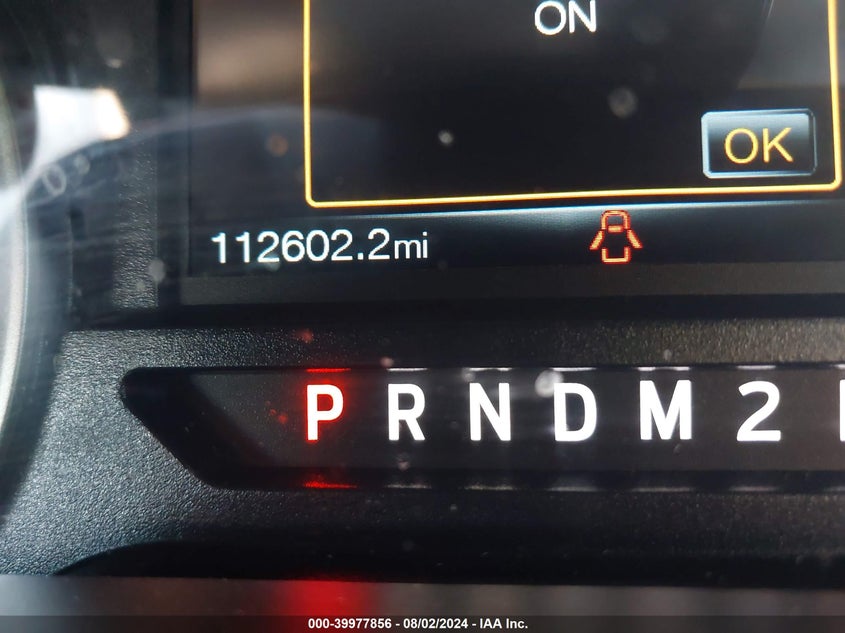 ON
OK
112602.2mi
P R N D M 2
000-39977856 - 08/02/2024 - IAA Inc.